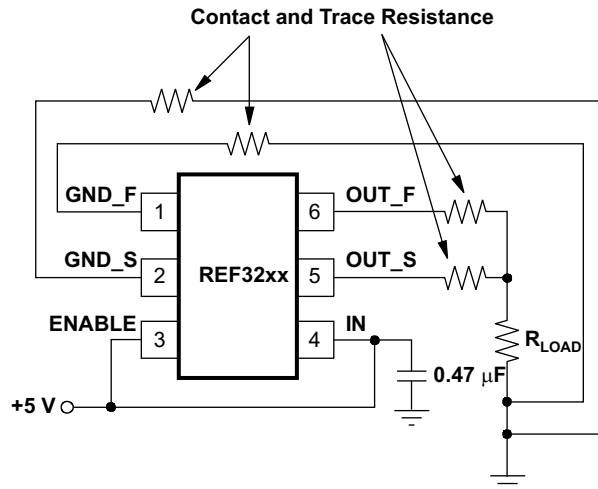 Contact and Trace Resistance
GND_F
1
6
OUT_F
GND_S
2
REF32xx
5
OUT_S
ENABLE
3
4
IN
R_LOAD
0.47 μF
+5 V